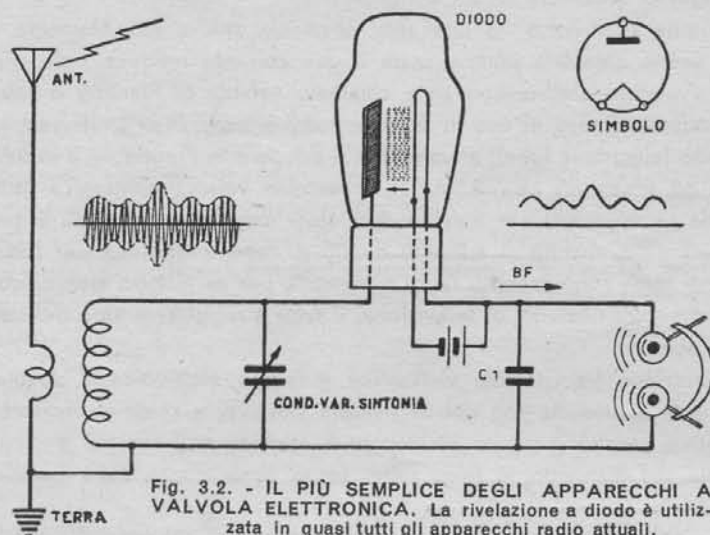 DIODO
ANT.
SIMBOLO
BF
C1
COND.VAR. SINTONIA
TERRA
Fig. 3.2. - IL PIÙ SEMPLICE DEGLI APPARECCHI A
VALVOLA ELETTRONICA. La rivelazione a diodo è utiliz-
zata in quasi tutti gli apparecchi radio attuali.